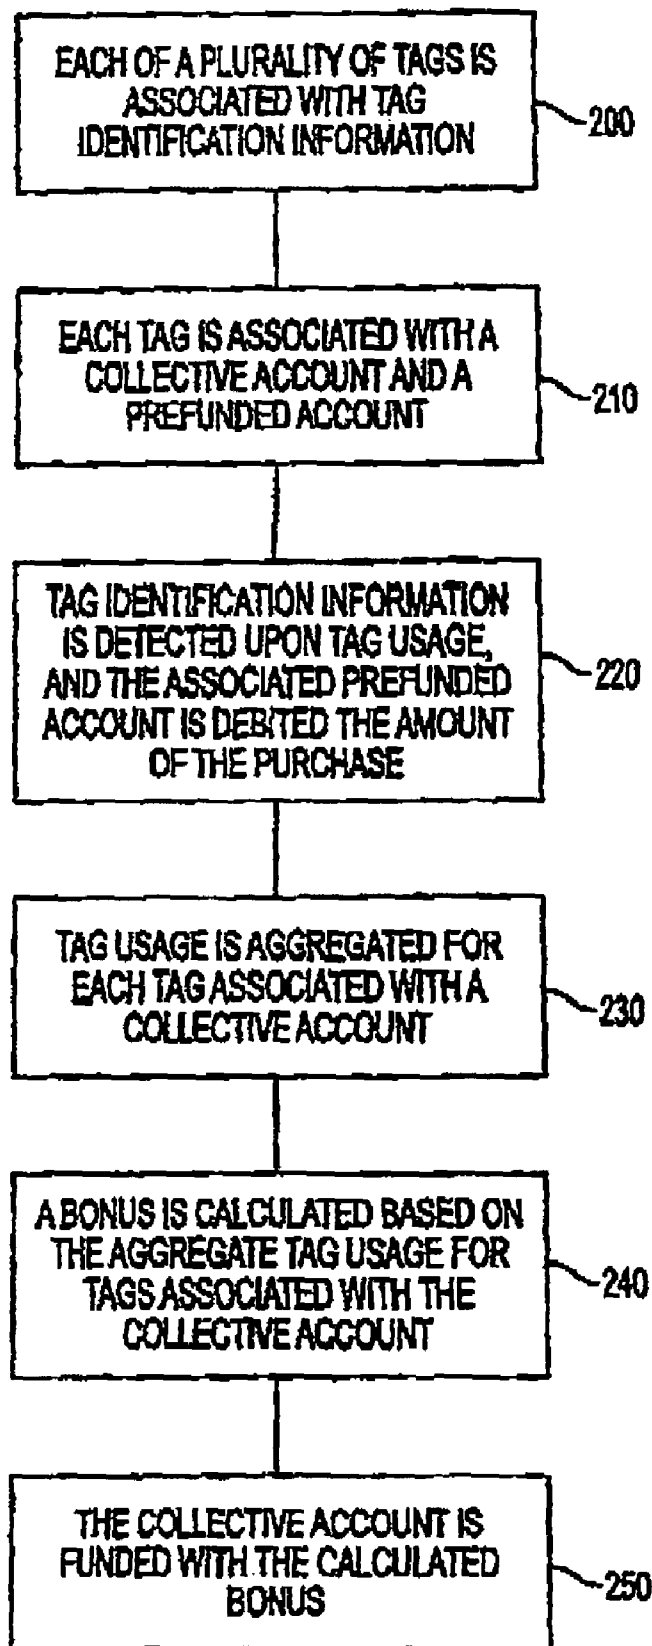 EACH OF A PLURALITY OF TAGS IS
ASSOCIATED WITH TAG
IDENTIFICATION INFORMATION
200
EACH TAG IS ASSOCIATED WITH A
COLLECTIVE ACCOUNT AND A
PREFUNDED ACCOUNT
210
TAG IDENTIFICATION INFORMATION
IS DETECTED UPON TAG USAGE,
AND THE ASSOCIATED PREFUNDED
ACCOUNT IS DEBITED THE AMOUNT
OF THE PURCHASE
220
TAG USAGE IS AGGREGATED FOR
EACH TAG ASSOCIATED WITH A
COLLECTIVE ACCOUNT
230
A BONUS IS CALCULATED BASED ON
THE AGGREGATE TAG USAGE FOR
TAGS ASSOCIATED WITH THE
COLLECTIVE ACCOUNT
240
THE COLLECTIVE ACCOUNT IS
FUNDED WITH THE CALCULATED
BONUS
250